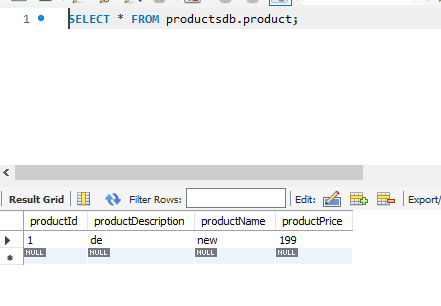 1 SELECT * FROM productsdb.product;
Result Grid Filter Rows: Edit: Export/
productId productDescription productName productPrice
1 de new 199
NULL NULL NULL NULL